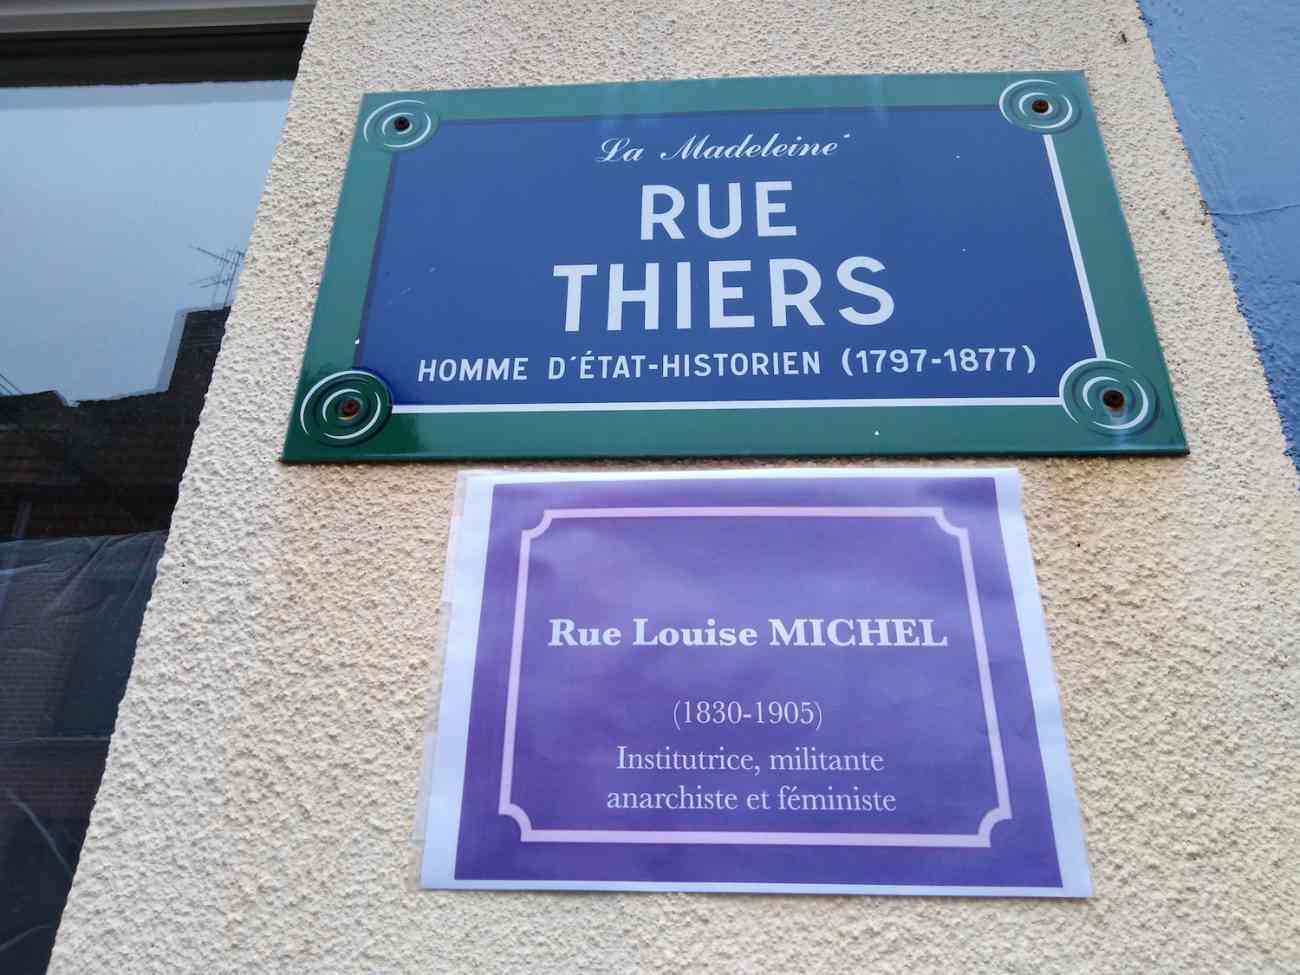 La Madeleine
RUE
THIERS
HOMME D'ÉTAT-HISTORIEN (1797-1877)
Rue Louise MICHEL
(1830-1905)
Institutrice, militante
anarchiste et féministe